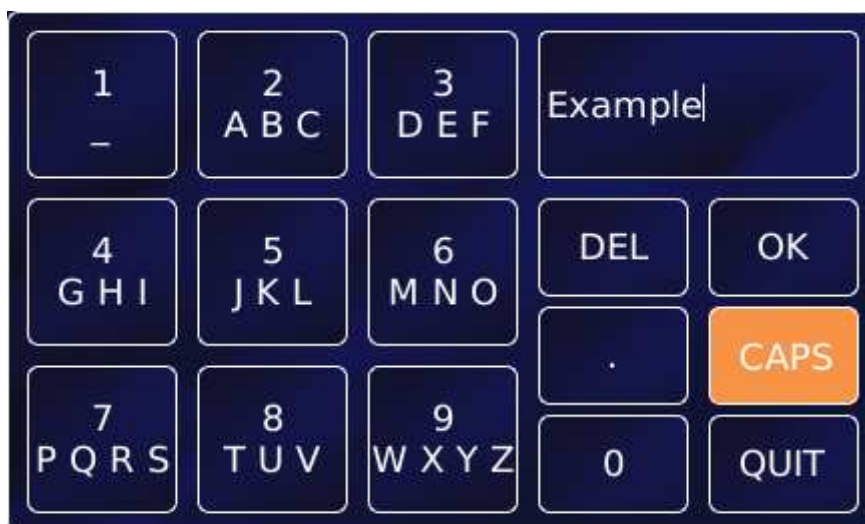 1
_
2
A B C
3
D E F
Example
4
G H I
5
J K L
6
M N O
DEL
OK
.
CAPS
7
P Q R S
8
T U V
9
W X Y Z
0
QUIT